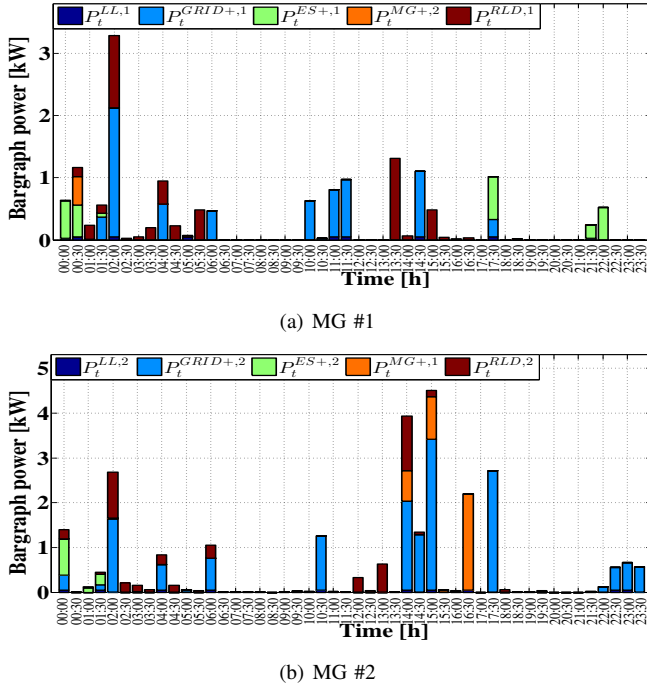 P_t^{LL,1} P_t^{GRID+,1} P_t^{ES+,1} P_t^{MG+,2} P_t^{RLD,1}
Bargraph power [kW]
3
2
1
0
00:00 00:30 01:00 01:30 02:00 02:30 03:00 03:30 04:00 04:30 05:00 05:30 06:00 06:30 07:00 07:30 08:00 08:30 09:00 09:30 10:00 10:30 11:00 11:30 12:00 12:30 13:00 13:30 14:00 14:30 15:00 15:30 16:00 16:30 17:00 17:30 18:00 18:30 19:00 19:30 20:00 20:30 21:00 21:30 22:00 22:30 23:00 23:30
Time [h]
(a) MG #1
P_t^{LL,2} P_t^{GRID+,2} P_t^{ES+,2} P_t^{MG+,1} P_t^{RLD,2}
Bargraph power [kW]
5
4
3
2
1
0
00:00 00:30 01:00 01:30 02:00 02:30 03:00 03:30 04:00 04:30 05:00 05:30 06:00 06:30 07:00 07:30 08:00 08:30 09:00 09:30 10:00 10:30 11:00 11:30 12:00 12:30 13:00 13:30 14:00 14:30 15:00 15:30 16:00 16:30 17:00 17:30 18:00 18:30 19:00 19:30 20:00 20:30 21:00 21:30 22:00 22:30 23:00 23:30
Time [h]
(b) MG #2